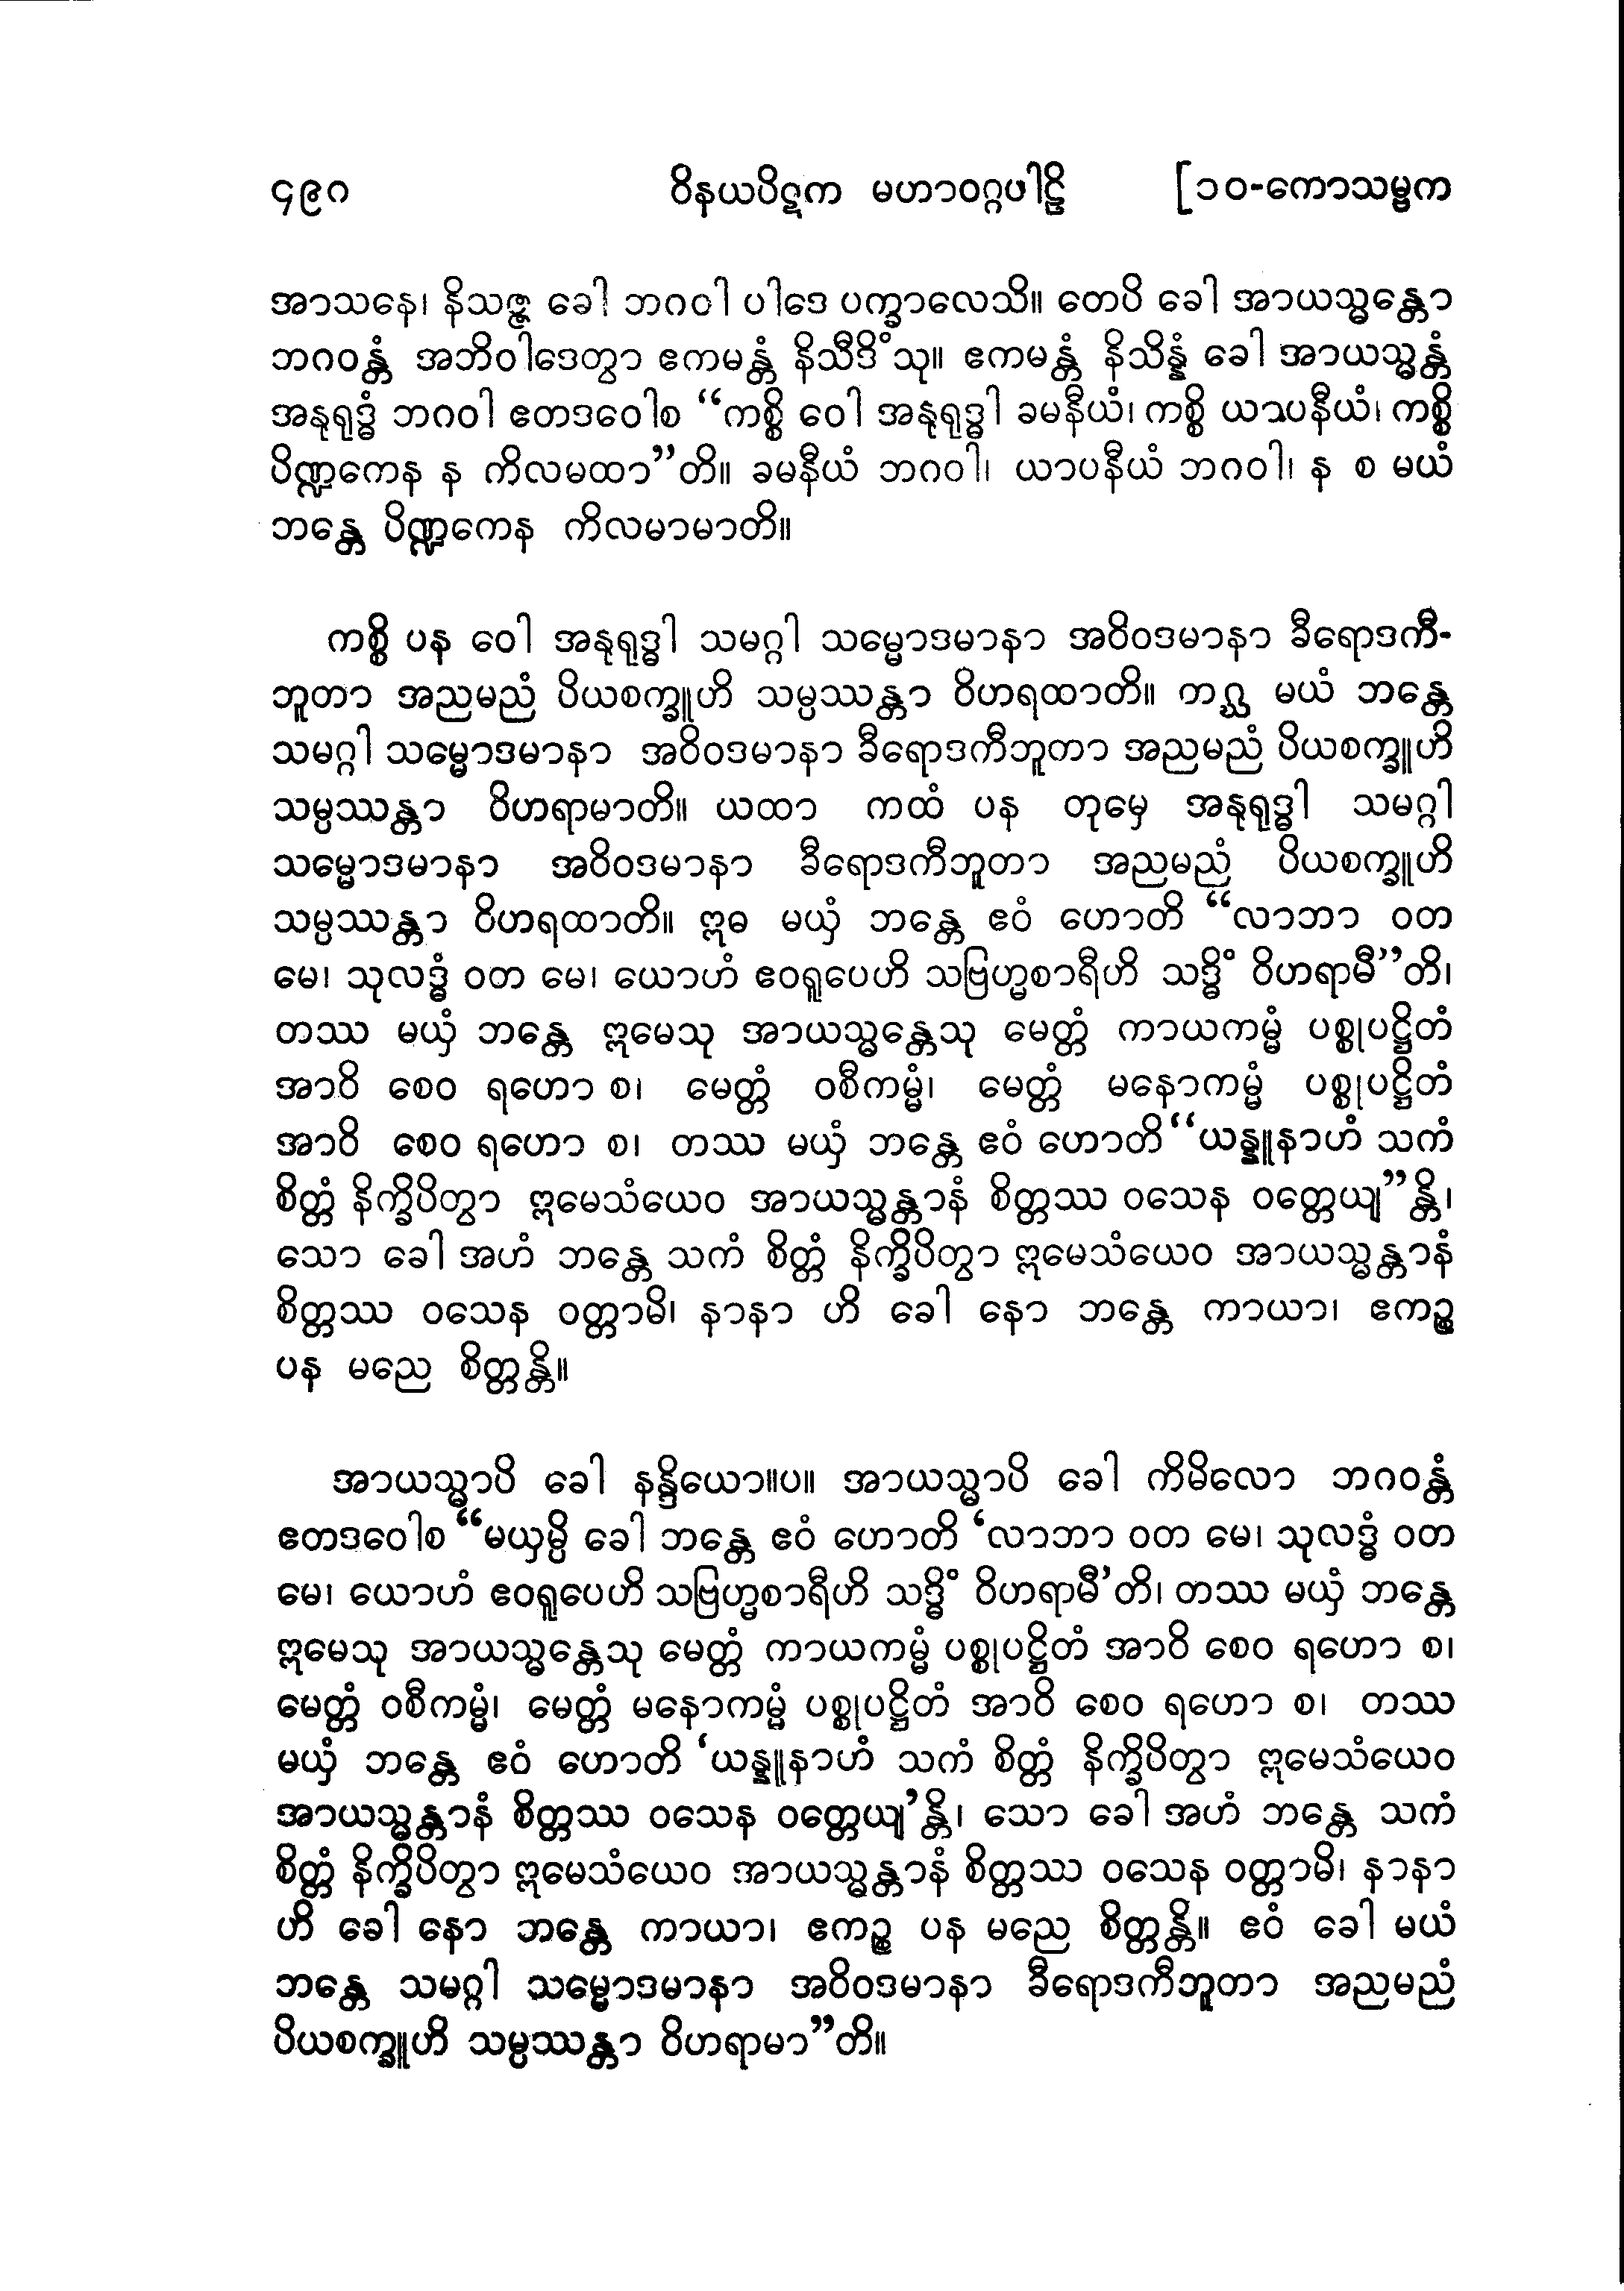 ၄၉၀ ဝိနယပိဋက မဟာဝဂ္ဂပါဠိ [၁၀-ကောသမ္ဗက
အာသနေ၊ နိသဇ္ဇ ခေါ ဘဂဝါ ပါဒေ ပက္ခာလေသိ။ တေပိ ခေါ အာယသ္မန္တော
ဘဂဝန္တံ အဘိဝါဒေတွာ ဧကမန္တံ နိသီဒိံသု။ ဧကမန္တံ နိသိန္နံ ခေါ အာယသ္မန္တံ
အနုရုဒ္ဓံ ဘဂဝါ ဧတဒဝေါစ “ကစ္စိ ဝေါ အနုရုဒ္ဓါ ခမနီယံ၊ ကစ္စိ ယာပနီယံ၊ ကစ္စိ
ပိဏ္ဍကေန န ကိလမထာ”တိ။ ခမနီယံ ဘဂဝါ၊ ယာပနီယံ ဘဂဝါ၊ န စ မယံ
ဘန္တေ ပိဏ္ဍကေန ကိလမာမာတိ။
ကစ္စိ ပန ဝေါ အနုရုဒ္ဓါ သမဂ္ဂါ သမ္မောဒမာနာ အဝိဝဒမာနာ ခီရောဒကီ-
ဘူတာ အညမညံ ပိယစက္ခူဟိ သမ္ပဿန္တာ ဝိဟရထာတိ။ တဂ္ဃ မယံ ဘန္တေ
သမဂ္ဂါ သမ္မောဒမာနာ အဝိဝဒမာနာ ခီရောဒကီဘူတာ အညမညံ ပိယစက္ခူဟိ
သမ္ပဿန္တာ ဝိဟရာမာတိ။ ယထာ ကထံ ပန တုမှေ အနုရုဒ္ဓါ သမဂ္ဂါ
သမ္မောဒမာနာ အဝိဝဒမာနာ ခီရောဒကီဘူတာ အညမညံ ပိယစက္ခူဟိ
သမ္ပဿန္တာ ဝိဟရထာတိ။ ဣဓ မယှံ ဘန္တေ ဧဝံ ဟောတိ “လာဘာ ဝတ
မေ၊ သုလဒ္ဓံ ဝတ မေ၊ ယောဟံ ဧဝရူပေဟိ သဗြဟ္မစာရီဟိ သဒ္ဓိံ ဝိဟရာမီ”တိ၊
တဿ မယှံ ဘန္တေ ဣမေသု အာယသ္မန္တေသု မေတ္တံ ကာယကမ္မံ ပစ္စုပဋ္ဌိတံ
အာဝိ စေဝ ရဟော စ၊ မေတ္တံ ဝစီကမ္မံ၊ မေတ္တံ မနောကမ္မံ ပစ္စုပဋ္ဌိတံ
အာဝိ စေဝ ရဟော စ၊ တဿ မယှံ ဘန္တေ ဧဝံ ဟောတိ “ယန္နူနာဟံ သကံ
စိတ္တံ နိက္ခိပိတွာ ဣမေသံယေဝ အာယသ္မန္တာနံ စိတ္တဿ ဝသေန ဝတ္တေယျ”န္တိ၊
သော ခေါ အဟံ ဘန္တေ သကံ စိတ္တံ နိက္ခိပိတွာ ဣမေသံယေဝ အာယသ္မန္တာနံ
စိတ္တဿ ဝသေန ဝတ္တာမိ၊ နာနာ ဟိ ခေါ နော ဘန္တေ ကာယာ၊ ဧကဉ္စ
ပန မညေ စိတ္တန္တိ။
အာယသ္မာပိ ခေါ နန္ဒိယော။ပ။ အာယသ္မာပိ ခေါ ကိမိလော ဘဂဝန္တံ
ဧတဒဝေါစ “မယှမ္ပိ ခေါ ဘန္တေ ဧဝံ ဟောတိ ‘လာဘာ ဝတ မေ၊ သုလဒ္ဓံ ဝတ
မေ၊ ယောဟံ ဧဝရူပေဟိ သဗြဟ္မစာရီဟိ သဒ္ဓိံ ဝိဟရာမီ’တိ၊ တဿ မယှံ ဘန္တေ
ဣမေသု အာယသ္မန္တေသု မေတ္တံ ကာယကမ္မံ ပစ္စုပဋ္ဌိတံ အာဝိ စေဝ ရဟော စ၊
မေတ္တံ ဝစီကမ္မံ၊ မေတ္တံ မနောကမ္မံ ပစ္စုပဋ္ဌိတံ အာဝိ စေဝ ရဟော စ၊ တဿ
မယှံ ဘန္တေ ဧဝံ ဟောတိ ‘ယန္နူနာဟံ သကံ စိတ္တံ နိက္ခိပိတွာ ဣမေသံယေဝ
အာယသ္မန္တာနံ စိတ္တဿ ဝသေန ဝတ္တေယျ’န္တိ၊ သော ခေါ အဟံ ဘန္တေ သကံ
စိတ္တံ နိက္ခိပိတွာ ဣမေသံယေဝ အာယသ္မန္တာနံ စိတ္တဿ ဝသေန ဝတ္တာမိ၊ နာနာ
ဟိ ခေါ နော ဘန္တေ ကာယာ၊ ဧကဉ္စ ပန မညေ စိတ္တန္တိ။ ဧဝံ ခေါ မယံ
ဘန္တေ သမဂ္ဂါ သမ္မောဒမာနာ အဝိဝဒမာနာ ခီရောဒကီဘူတာ အညမညံ
ပိယစက္ခူဟိ သမ္ပဿန္တာ ဝိဟရာမာ”တိ။